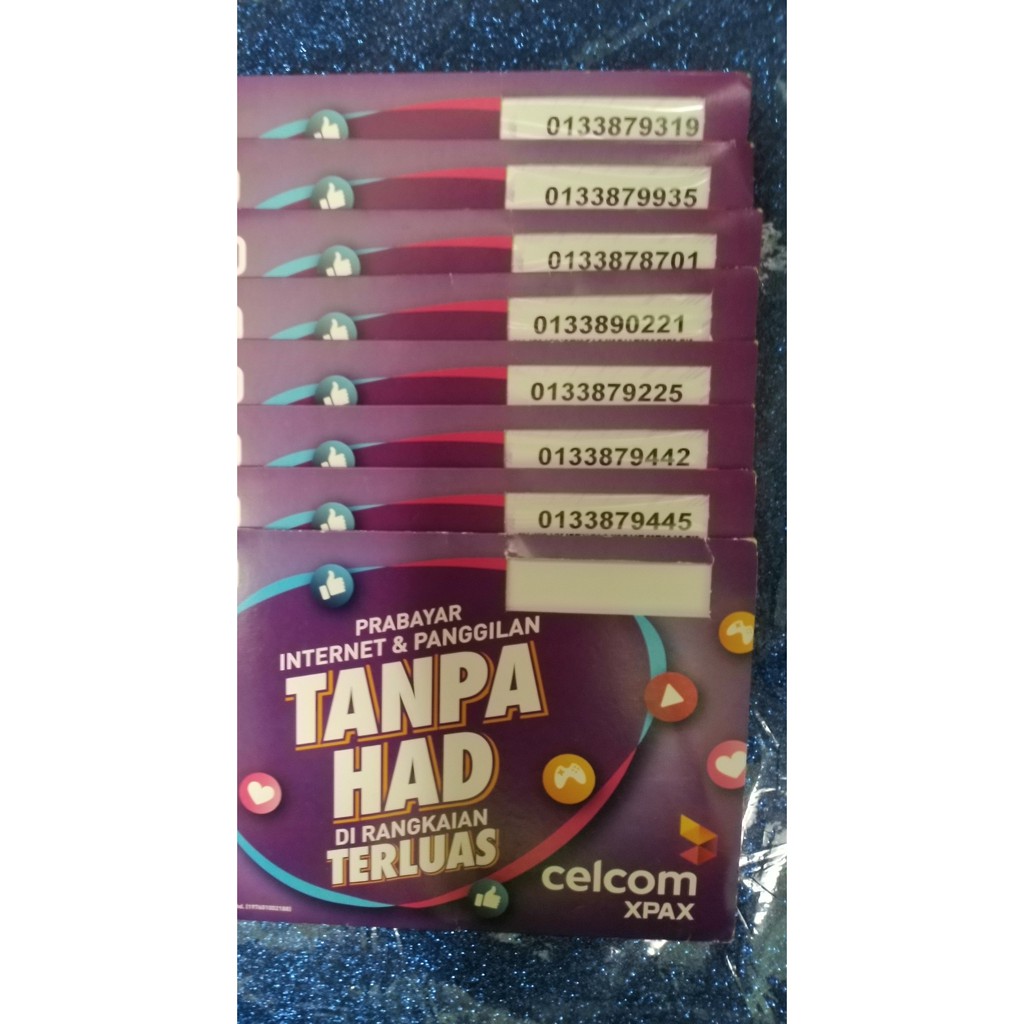 0133879319
0133879935
0133878701
0133890221
0133879225
0133879442
0133879445
PRABAYAR
INTERNET & PANGGILAN
TANPA
HAD
DI RANGKAIAN
TERLUAS
celcom
XPAX